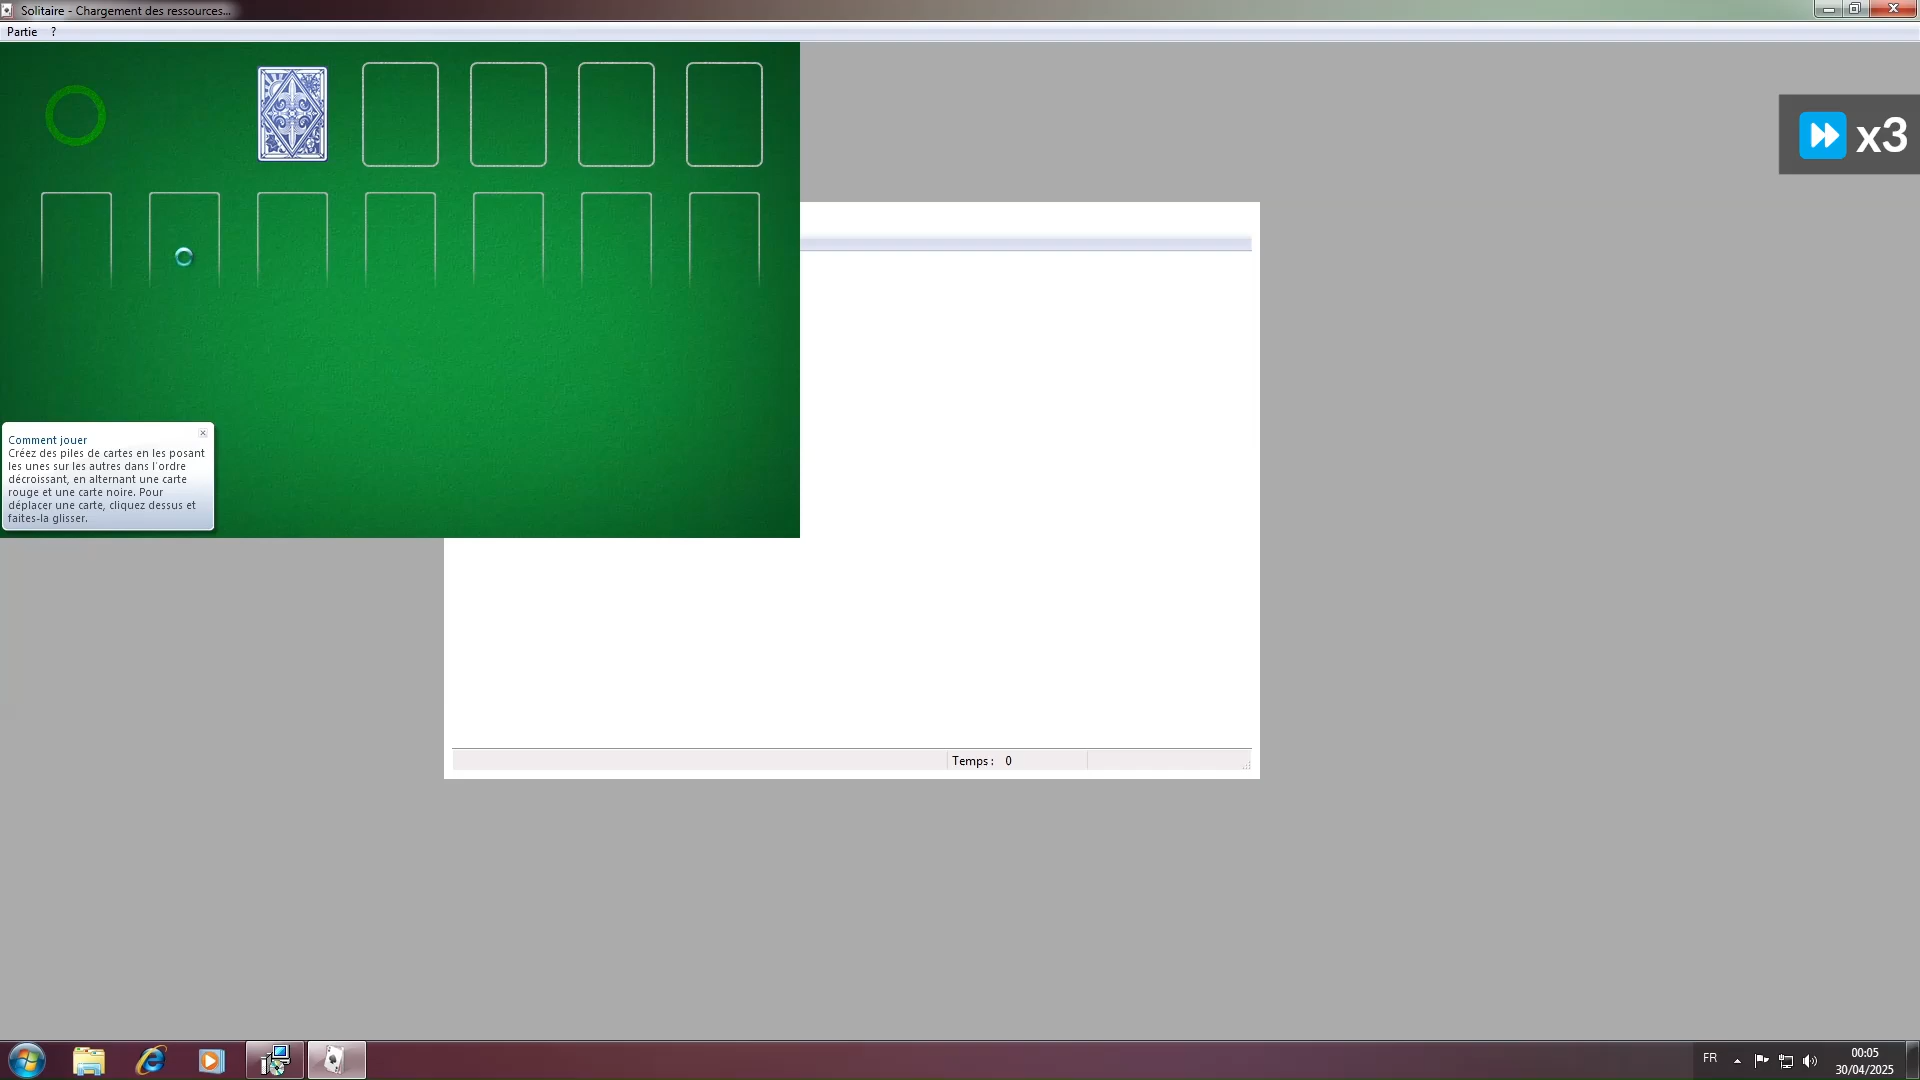 Solitaire - Chargement des ressources...
Partie ?
x3
Comment jouer
Créez des piles de cartes en les posant
les unes sur les autres dans l'ordre
décroissant, en alternant une carte
rouge et une carte noire. Pour
déplacer une carte, cliquez dessus et
faites-la glisser.
Temps : 0
FR
00:05
30/04/2025